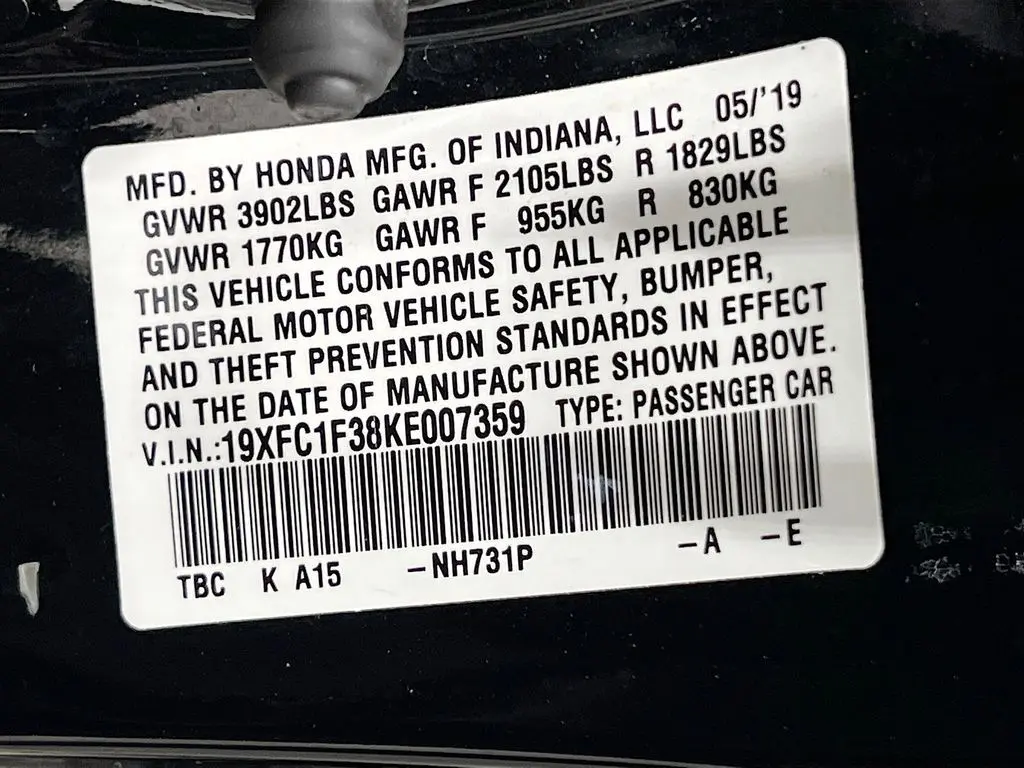 MFD. BY HONDA MFG. OF INDIANA, LLC 05/'19
GVWR 3902LBS GAWR F 2105LBS R 1829LBS
GVWR 1770KG GAWR F 955KG R 830KG
THIS VEHICLE CONFORMS TO ALL APPLICABLE
FEDERAL MOTOR VEHICLE SAFETY, BUMPER,
AND THEFT PREVENTION STANDARDS IN EFFECT
ON THE DATE OF MANUFACTURE SHOWN ABOVE.
V.I.N.:19XFC1F38KE007359 TYPE: PASSENGER CAR
TBC K A15 –NH731P –A –E